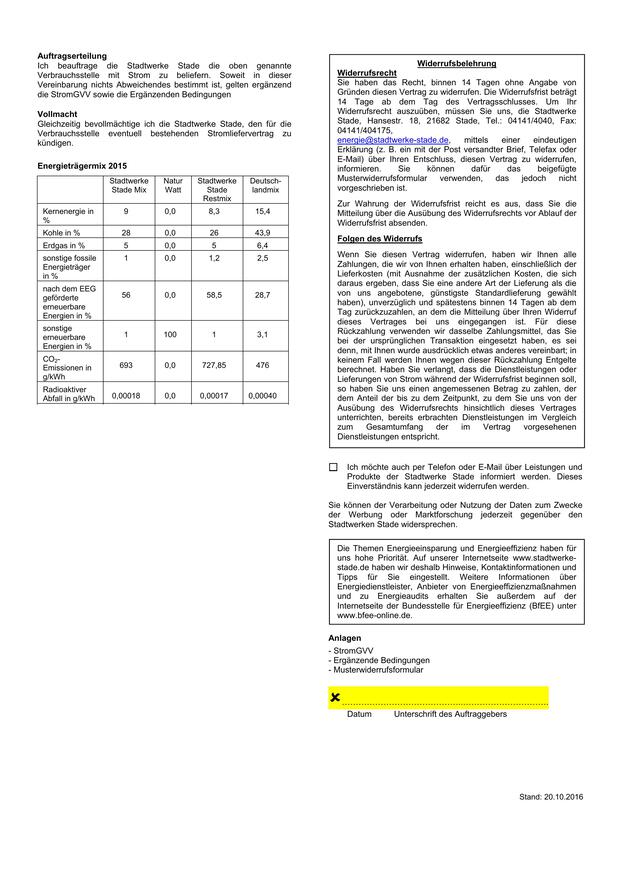 Auftragserteilung
Ich beauftrage die Stadtwerke Stade die oben genannte
Verbrauchsstelle mit Strom zu beliefern. Soweit in dieser
Vereinbarung nichts Abweichendes bestimmt ist, gelten ergänzend
die StromGVV sowie die Ergänzenden Bedingungen
Vollmacht
Gleichzeitig bevollmächtige ich die Stadtwerke Stade, den für die
Verbrauchsstelle eventuell bestehenden Stromliefervertrag zu
kündigen.
Energieträgermix 2015
Stadtwerke Stade Mix | Natur Watt | Stadtwerke Stade Restmix | Deutsch-landmix
Kernenergie in % | 9 | 0,0 | 8,3 | 15,4
Kohle in % | 28 | 0,0 | 26 | 43,9
Erdgas in % | 5 | 0,0 | 5 | 6,4
sonstige fossile Energieträger in % | 1 | 0,0 | 1,2 | 2,5
nach dem EEG geförderte erneuerbare Energien in % | 56 | 0,0 | 58,5 | 28,7
sonstige erneuerbare Energien in % | 1 | 100 | 1 | 3,1
CO2-Emissionen in g/kWh | 693 | 0,0 | 727,85 | 476
Radioaktiver Abfall in g/kWh | 0,00018 | 0,0 | 0,00017 | 0,00040
Widerrufsbelehrung
Widerrufsrecht
Sie haben das Recht, binnen 14 Tagen ohne Angabe von
Gründen diesen Vertrag zu widerrufen. Die Widerrufsfrist beträgt
14 Tage ab dem Tag des Vertragsschlusses. Um Ihr
Widerrufsrecht auszuüben, müssen Sie uns, die Stadtwerke
Stade, Hansestr. 18, 21682 Stade, Tel.: 04141/4040, Fax:
04141/404175,
energie@stadtwerke-stade.de, mittels einer eindeutigen
Erklärung (z. B. ein mit der Post versandter Brief, Telefax oder
E-Mail) über Ihren Entschluss, diesen Vertrag zu widerrufen,
informieren. Sie können dafür das beigefügte
Musterwiderrufsformular verwenden, das jedoch nicht
vorgeschrieben ist.
Zur Wahrung der Widerrufsfrist reicht es aus, dass Sie die
Mitteilung über die Ausübung des Widerrufsrechts vor Ablauf der
Widerrufsfrist absenden.
Folgen des Widerrufs
Wenn Sie diesen Vertrag widerrufen, haben wir Ihnen alle
Zahlungen, die wir von Ihnen erhalten haben, einschließlich der
Lieferkosten (mit Ausnahme der zusätzlichen Kosten, die sich
daraus ergeben, dass Sie eine andere Art der Lieferung als die
von uns angebotene, günstigste Standardlieferung gewählt
haben), unverzüglich und spätestens binnen 14 Tagen ab dem
Tag zurückzuzahlen, an dem die Mitteilung über Ihren Widerruf
dieses Vertrages bei uns eingegangen ist. Für diese
Rückzahlung verwenden wir dasselbe Zahlungsmittel, das Sie
bei der ursprünglichen Transaktion eingesetzt haben, es sei
denn, mit Ihnen wurde ausdrücklich etwas anderes vereinbart; in
keinem Fall werden Ihnen wegen dieser Rückzahlung Entgelte
berechnet. Haben Sie verlangt, dass die Dienstleistungen oder
Lieferungen von Strom während der Widerrufsfrist beginnen soll,
so haben Sie uns einen angemessenen Betrag zu zahlen, der
dem Anteil der bis zu dem Zeitpunkt, zu dem Sie uns von der
Ausübung des Widerrufsrechts hinsichtlich dieses Vertrages
unterrichten, bereits erbrachten Dienstleistungen im Vergleich
zum Gesamtumfang der im Vertrag vorgesehenen
Dienstleistungen entspricht.
Ich möchte auch per Telefon oder E-Mail über Leistungen und
Produkte der Stadtwerke Stade informiert werden. Dieses
Einverständnis kann jederzeit widerrufen werden.
Sie können der Verarbeitung oder Nutzung der Daten zum Zwecke
der Werbung oder Marktforschung jederzeit gegenüber den
Stadtwerken Stade widersprechen.
Die Themen Energieeinsparung und Energieeffizienz haben für
uns hohe Priorität. Auf unserer Internetseite www.stadtwerke-
stade.de haben wir deshalb Hinweise, Kontaktinformationen und
Tipps für Sie eingestellt. Weitere Informationen über
Energiedienstleister, Anbieter von Energieeffizienzmaßnahmen
und zu Energieaudits erhalten Sie außerdem auf der
Internetseite der Bundesstelle für Energieeffizienz (BfEE) unter
www.bfee-online.de.
Anlagen
- StromGVV
- Ergänzende Bedingungen
- Musterwiderrufsformular
Datum Unterschrift des Auftraggebers
Stand: 20.10.2016